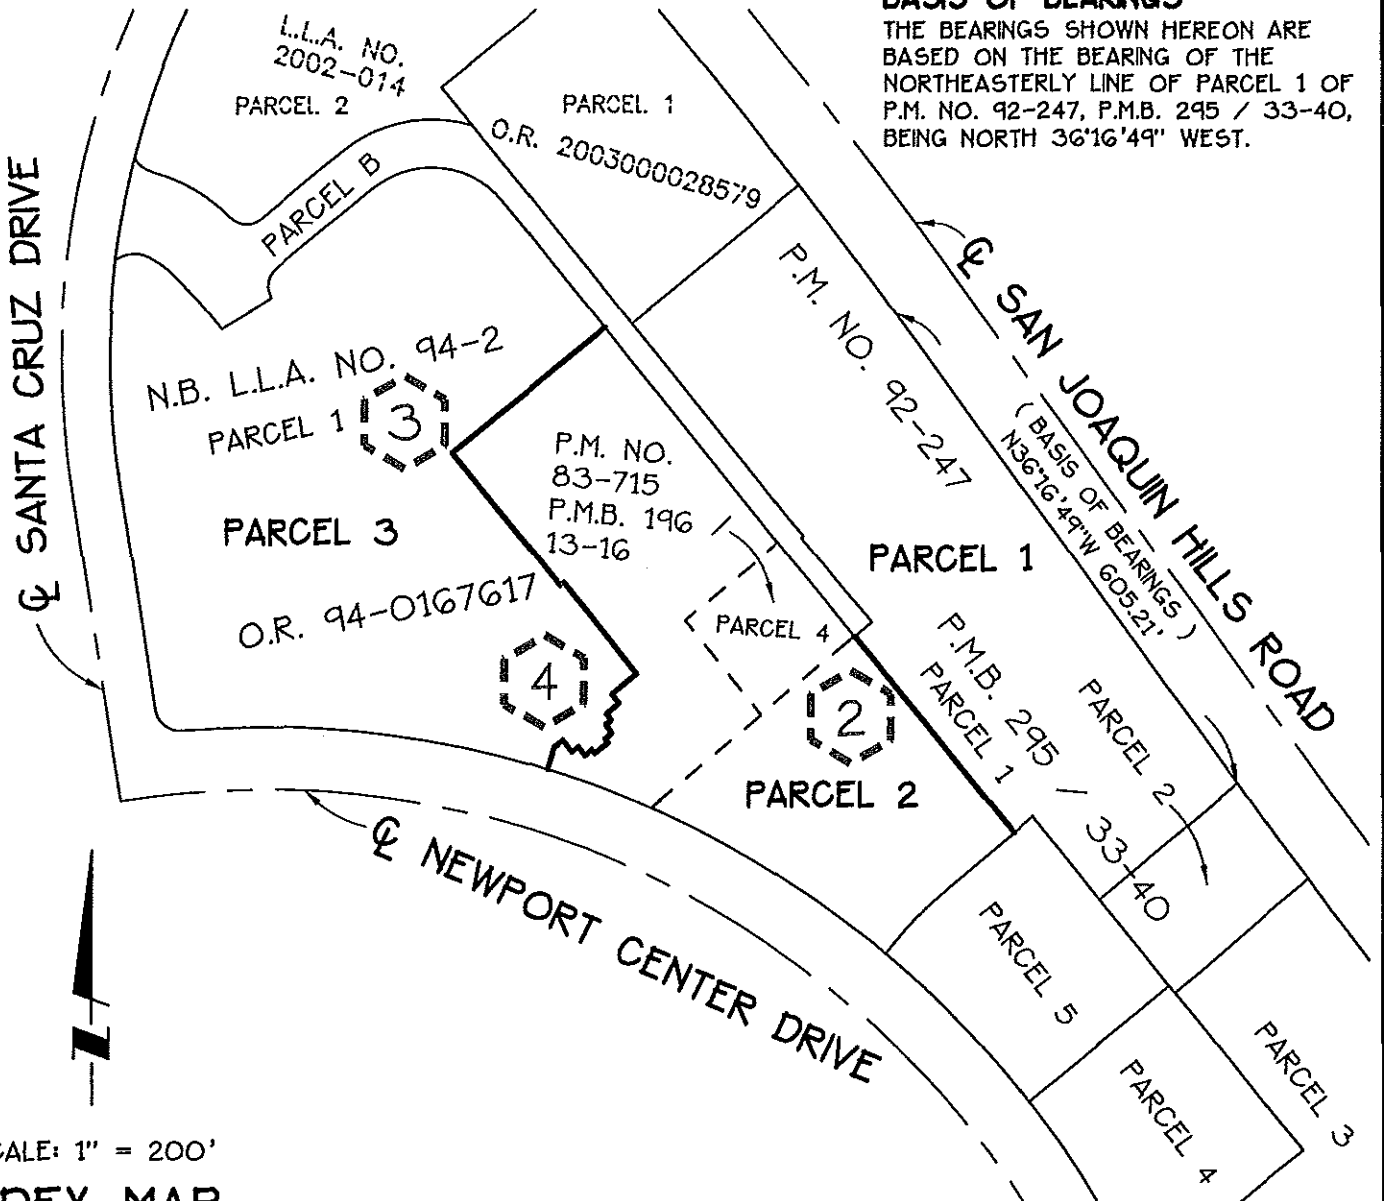 BASIS OF BEARINGS
THE BEARINGS SHOWN HEREON ARE
BASED ON THE BEARING OF THE
NORTHEASTERLY LINE OF PARCEL 1 OF
P.M. NO. 92-247, P.M.B. 295 / 33-40,
BEING NORTH 36°16'49" WEST.
L.L.A. NO.
2002-014
PARCEL 2
PARCEL 1
O.R. 2003000028579
PARCEL B
℄ SANTA CRUZ DRIVE
℄ SAN JOAQUIN HILLS ROAD
P.M. NO. 92-247
(BASIS OF BEARINGS)
N36°16'49"W 605.21'
N.B. L.L.A. NO. 94-2
PARCEL 1
3
P.M. NO.
83-715
P.M.B. 196
13-16
PARCEL 3
PARCEL 1
O.R. 94-0167617
PARCEL 4
4
2
P.M.B. 295 / 33-40
PARCEL 1
PARCEL 2
PARCEL 2
℄ NEWPORT CENTER DRIVE
PARCEL 5
PARCEL 3
PARCEL 4
N
SCALE: 1" = 200'